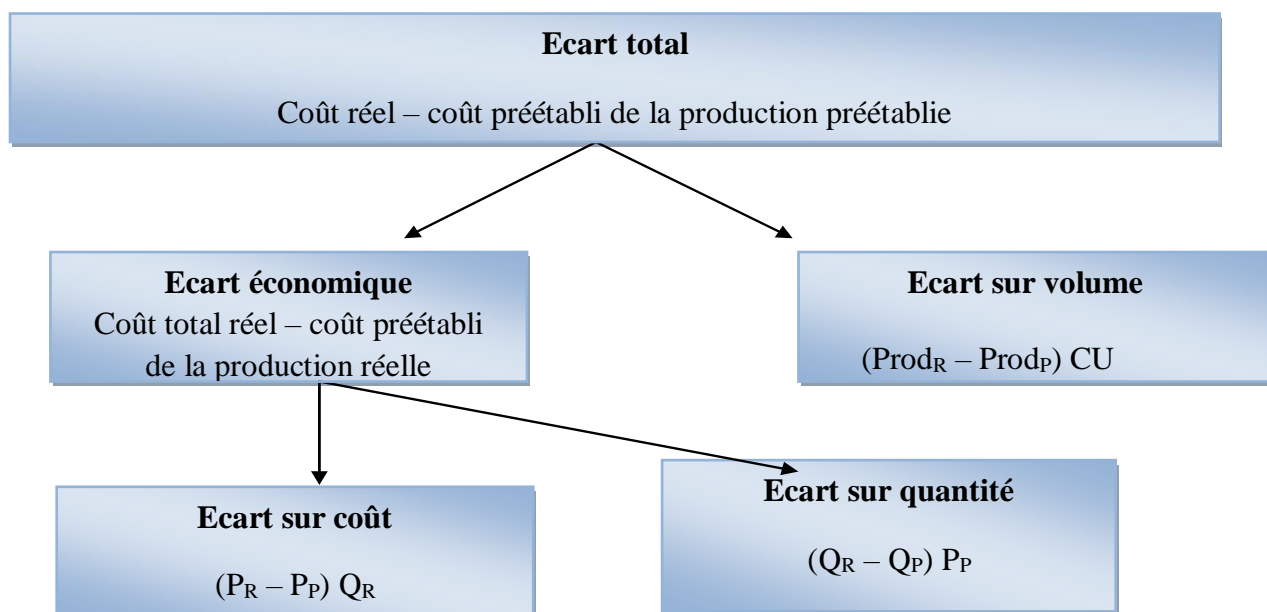 Ecart total
Coût réel – coût préétabli de la production préétablie
Ecart économique
Coût total réel – coût préétabli
de la production réelle
Ecart sur volume
(ProdR – ProdP) CU
Ecart sur coût
(PR – PP) QR
Ecart sur quantité
(QR – QP) PP